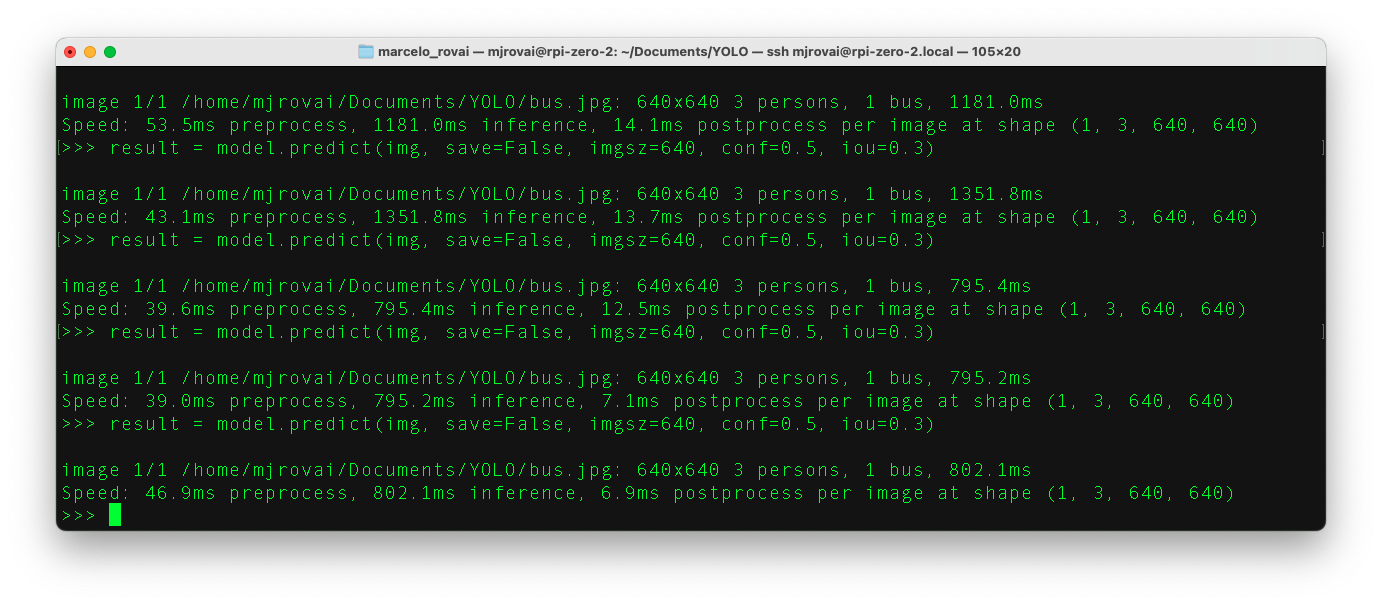 marcelo_rovai — mjrovai@rpi-zero-2: ~/Documents/YOLO — ssh mjrovai@rpi-zero-2.local — 105×20
image 1/1 /home/mjrovai/Documents/YOLO/bus.jpg: 640x640 3 persons, 1 bus, 1181.0ms
Speed: 53.5ms preprocess, 1181.0ms inference, 14.1ms postprocess per image at shape (1, 3, 640, 640)
[>>> result = model.predict(img, save=False, imgsz=640, conf=0.5, iou=0.3) ]
image 1/1 /home/mjrovai/Documents/YOLO/bus.jpg: 640x640 3 persons, 1 bus, 1351.8ms
Speed: 43.1ms preprocess, 1351.8ms inference, 13.7ms postprocess per image at shape (1, 3, 640, 640)
[>>> result = model.predict(img, save=False, imgsz=640, conf=0.5, iou=0.3) ]
image 1/1 /home/mjrovai/Documents/YOLO/bus.jpg: 640x640 3 persons, 1 bus, 795.4ms
Speed: 39.6ms preprocess, 795.4ms inference, 12.5ms postprocess per image at shape (1, 3, 640, 640)
[>>> result = model.predict(img, save=False, imgsz=640, conf=0.5, iou=0.3) ]
image 1/1 /home/mjrovai/Documents/YOLO/bus.jpg: 640x640 3 persons, 1 bus, 795.2ms
Speed: 39.0ms preprocess, 795.2ms inference, 7.1ms postprocess per image at shape (1, 3, 640, 640)
>>> result = model.predict(img, save=False, imgsz=640, conf=0.5, iou=0.3)
image 1/1 /home/mjrovai/Documents/YOLO/bus.jpg: 640x640 3 persons, 1 bus, 802.1ms
Speed: 46.9ms preprocess, 802.1ms inference, 6.9ms postprocess per image at shape (1, 3, 640, 640)
>>>